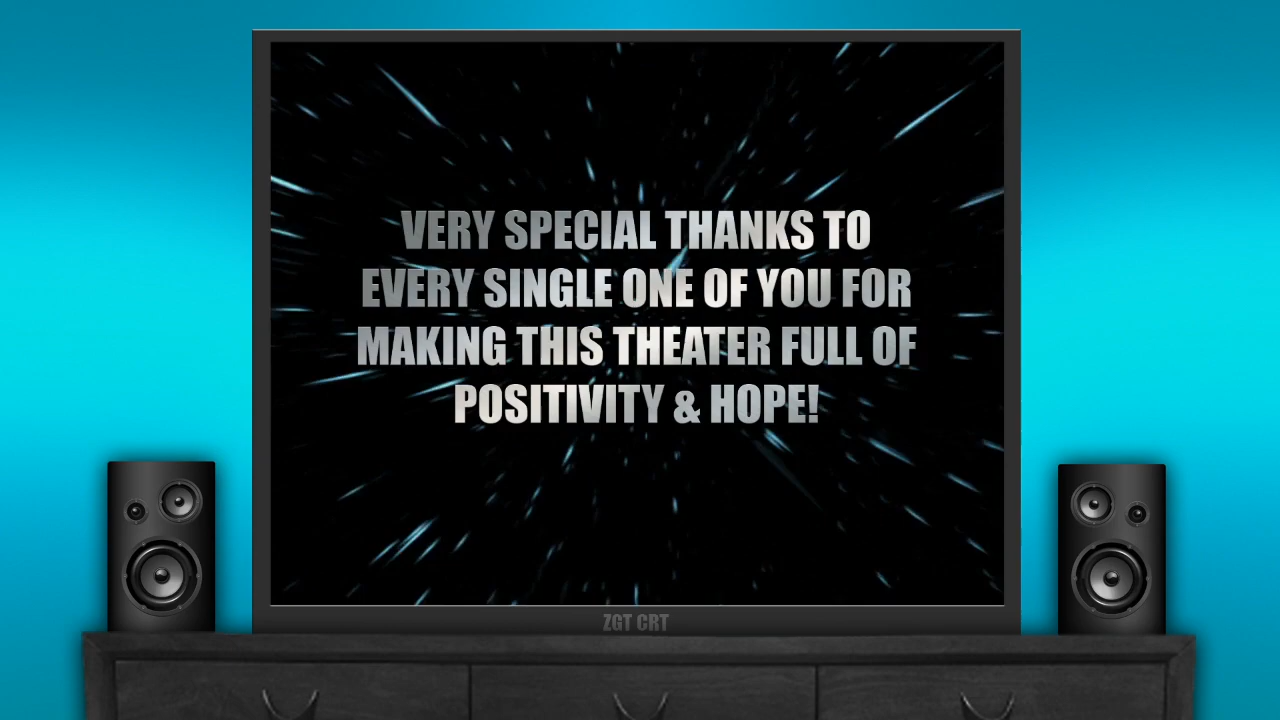 VERY SPECIAL THANKS TO
EVERY SINGLE ONE OF YOU FOR
MAKING THIS THEATER FULL OF
POSITIVITY & HOPE!
ZGT CRT